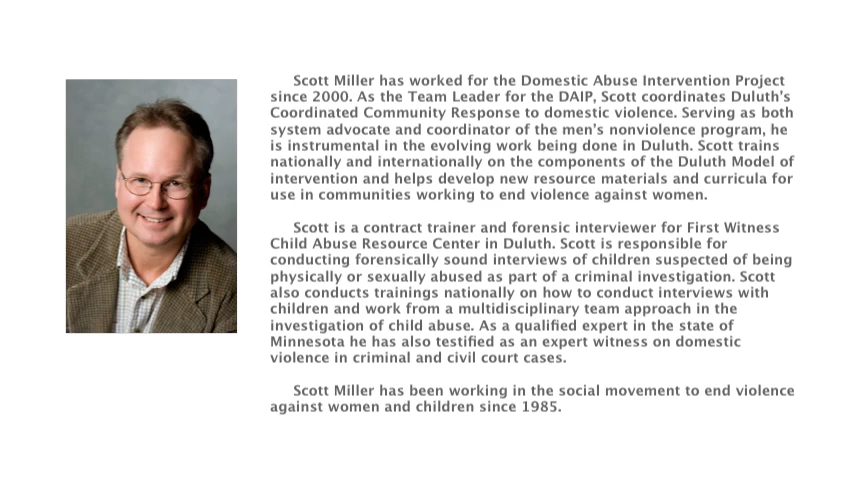 Scott Miller has worked for the Domestic Abuse Intervention Project
since 2000. As the Team Leader for the DAIP, Scott coordinates Duluth's
Coordinated Community Response to domestic violence. Serving as both
system advocate and coordinator of the men's nonviolence program, he
is instrumental in the evolving work being done in Duluth. Scott trains
nationally and internationally on the components of the Duluth Model of
intervention and helps develop new resource materials and curricula for
use in communities working to end violence against women.
Scott is a contract trainer and forensic interviewer for First Witness
Child Abuse Resource Center in Duluth. Scott is responsible for
conducting forensically sound interviews of children suspected of being
physically or sexually abused as part of a criminal investigation. Scott
also conducts trainings nationally on how to conduct interviews with
children and work from a multidisciplinary team approach in the
investigation of child abuse. As a qualified expert in the state of
Minnesota he has also testified as an expert witness on domestic
violence in criminal and civil court cases.
Scott Miller has been working in the social movement to end violence
against women and children since 1985.